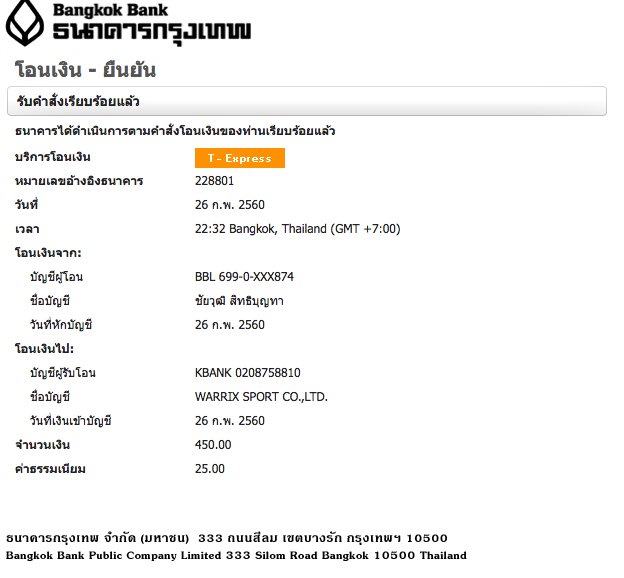 Bangkok Bank
ธนาคารกรุงเทพ
โอนเงิน - ยืนยัน
รับคำสั่งเรียบร้อยแล้ว
ธนาคารได้ดำเนินการตามคำสั่งโอนเงินของท่านเรียบร้อยแล้ว
บริการโอนเงิน T - Express
หมายเลขอ้างอิงธนาคาร 228801
วันที่ 26 ก.พ. 2560
เวลา 22:32 Bangkok, Thailand (GMT +7:00)
โอนเงินจาก:
บัญชีผู้โอน BBL 699-0-XXX874
ชื่อบัญชี ชัยวุฒิ สิทธิบุญทา
วันที่หักบัญชี 26 ก.พ. 2560
โอนเงินไป:
บัญชีผู้รับโอน KBANK 0208758810
ชื่อบัญชี WARRIX SPORT CO.,LTD.
วันที่เงินเข้าบัญชี 26 ก.พ. 2560
จำนวนเงิน 450.00
ค่าธรรมเนียม 25.00
ธนาคารกรุงเทพ จำกัด (มหาชน) 333 ถนนสีลม เขตบางรัก กรุงเทพฯ 10500
Bangkok Bank Public Company Limited 333 Silom Road Bangkok 10500 Thailand